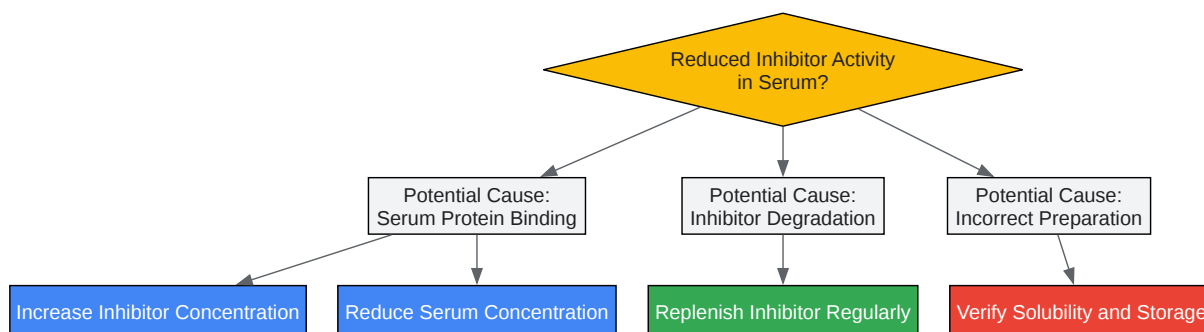 Reduced Inhibitor Activity
in Serum?
Potential Cause:
Serum Protein Binding
Potential Cause:
Inhibitor Degradation
Potential Cause:
Incorrect Preparation
Increase Inhibitor Concentration
Reduce Serum Concentration
Replenish Inhibitor Regularly
Verify Solubility and Storage